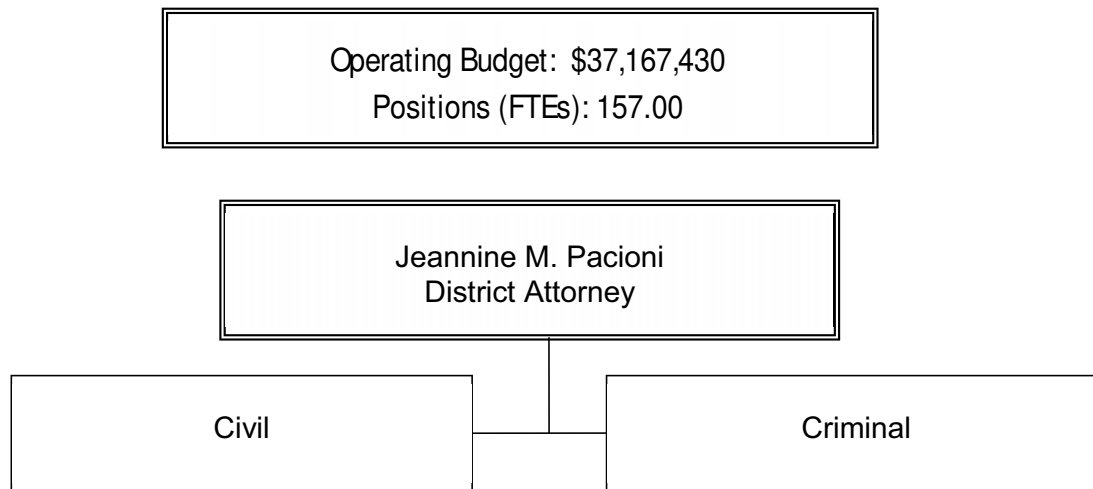 Operating Budget: $37,167,430
Positions (FTEs): 157.00
Jeannine M. Pacioni
District Attorney
Civil
Criminal